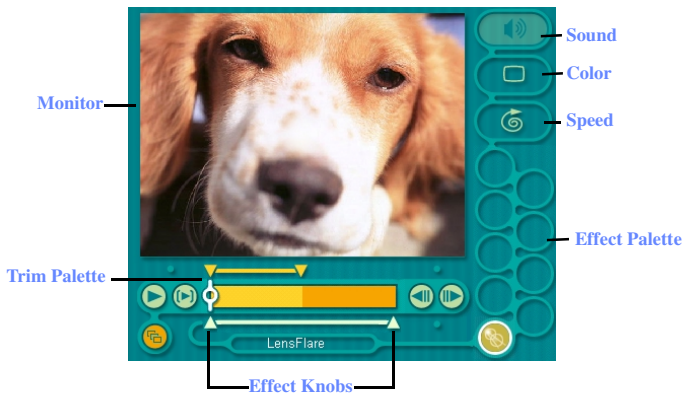 Sound
Color
Monitor
Speed
Effect Palette
Trim Palette
LensFlare
Effect Knobs